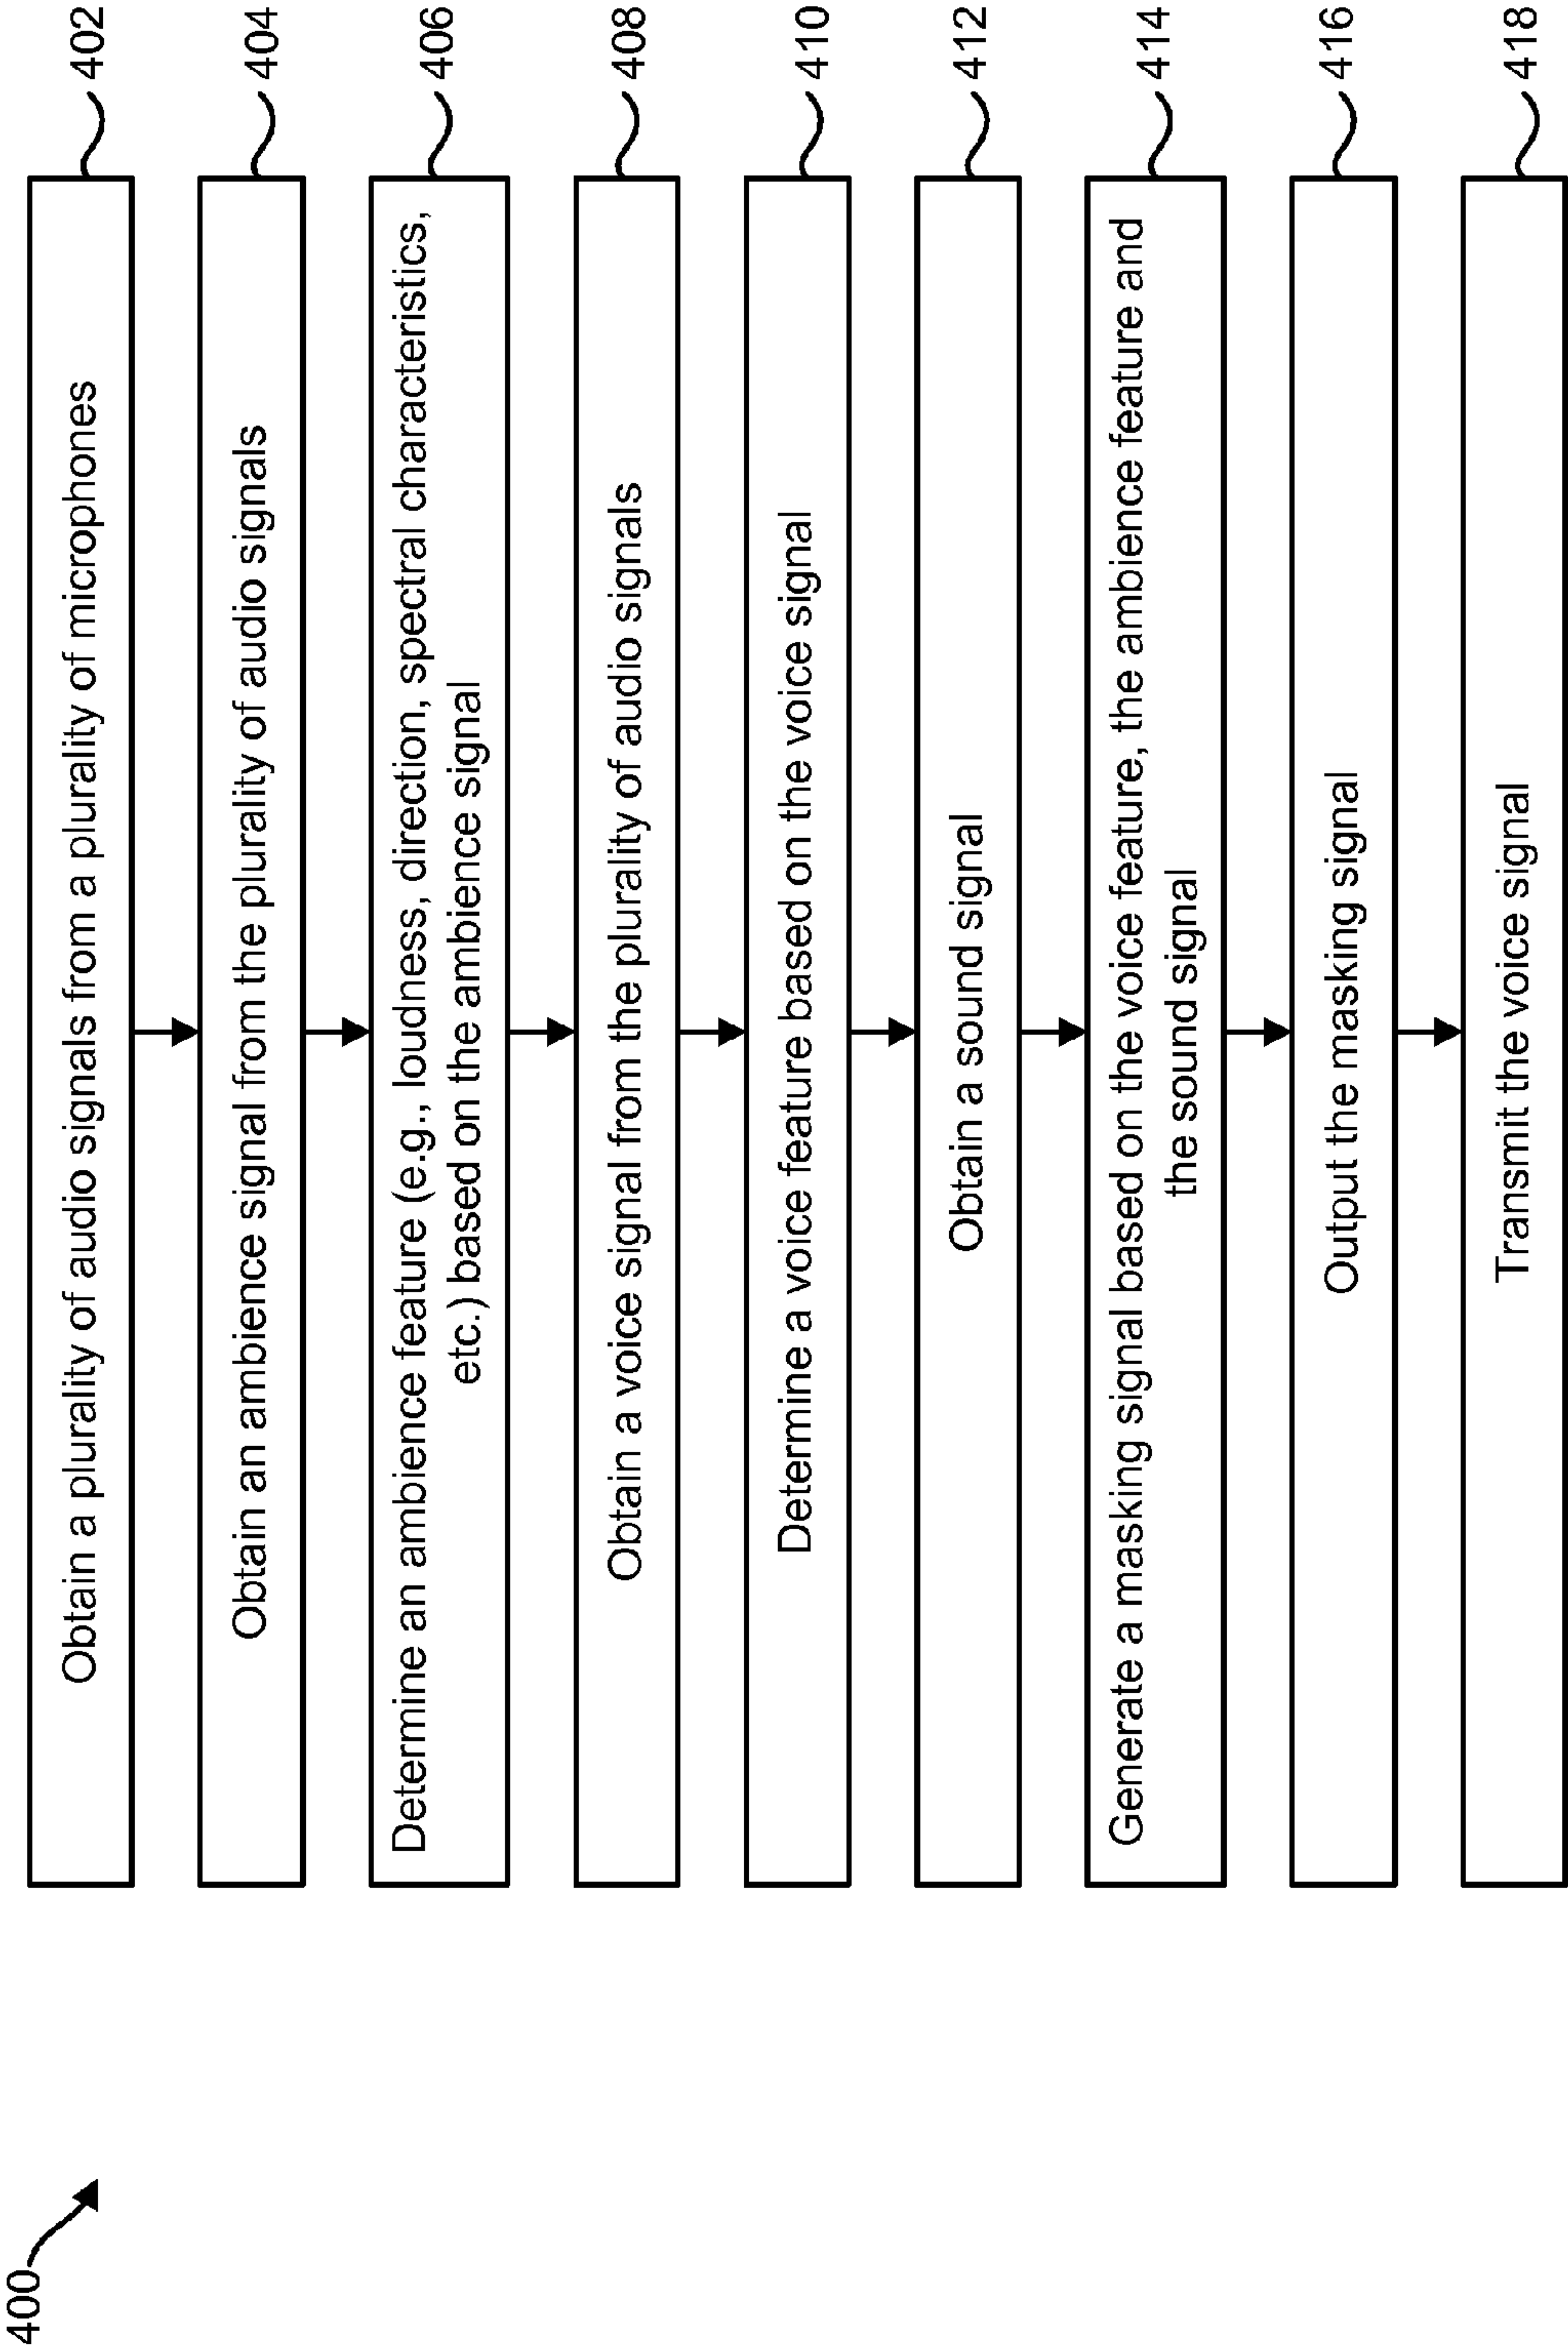 400
Obtain a plurality of audio signals from a plurality of microphones
402
Obtain an ambience signal from the plurality of audio signals
404
Determine an ambience feature (e.g., loudness, direction, spectral characteristics,
etc.) based on the ambience signal
406
Obtain a voice signal from the plurality of audio signals
408
Determine a voice feature based on the voice signal
410
Obtain a sound signal
412
Generate a masking signal based on the voice feature, the ambience feature and
the sound signal
414
Output the masking signal
416
Transmit the voice signal
418